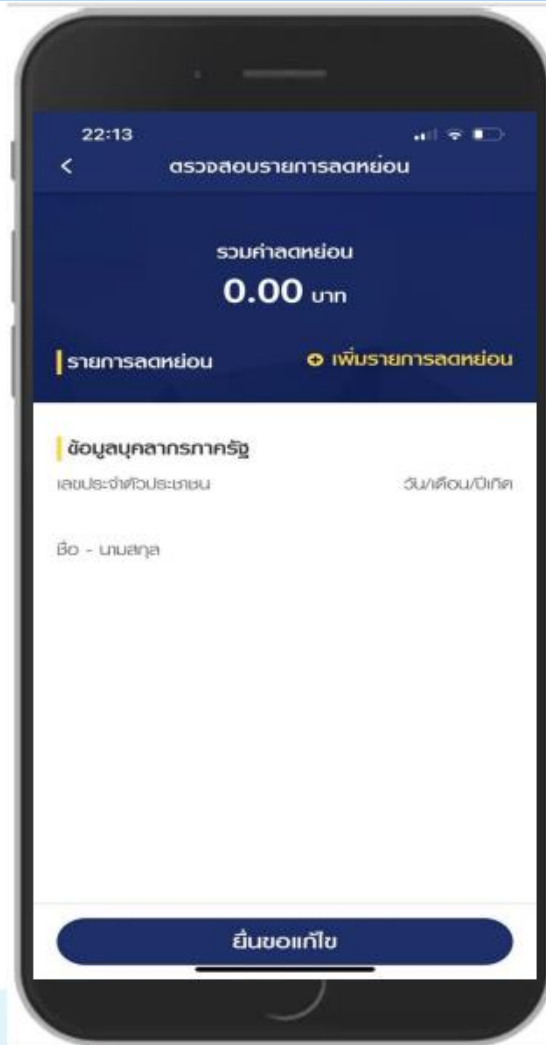 22:13
< ตรวจสอบรายการลดหย่อน
รวมค่าลดหย่อน
0.00 บาท
รายการลดหย่อน เพิ่มรายการลดหย่อน
ข้อมูลบุคลากรภาครัฐ
เลขประจำตัวประชาชน วัน/เดือน/ปีเกิด
ชื่อ - นามสกุล
ยื่นขอแก้ไข